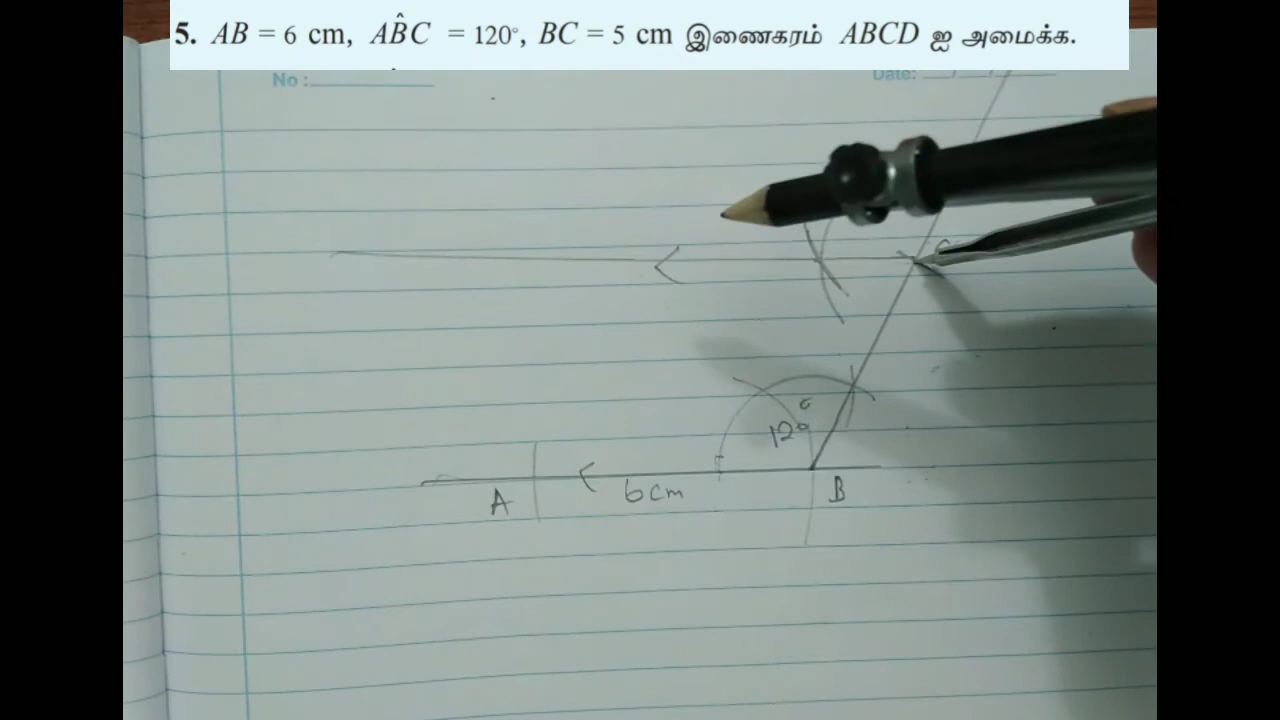 5. AB = 6 cm, AB̂C = 120°, BC = 5 cm இணைகரம் ABCD ஐ அமைக்க.
No : Date:
C
120°
A 6cm B